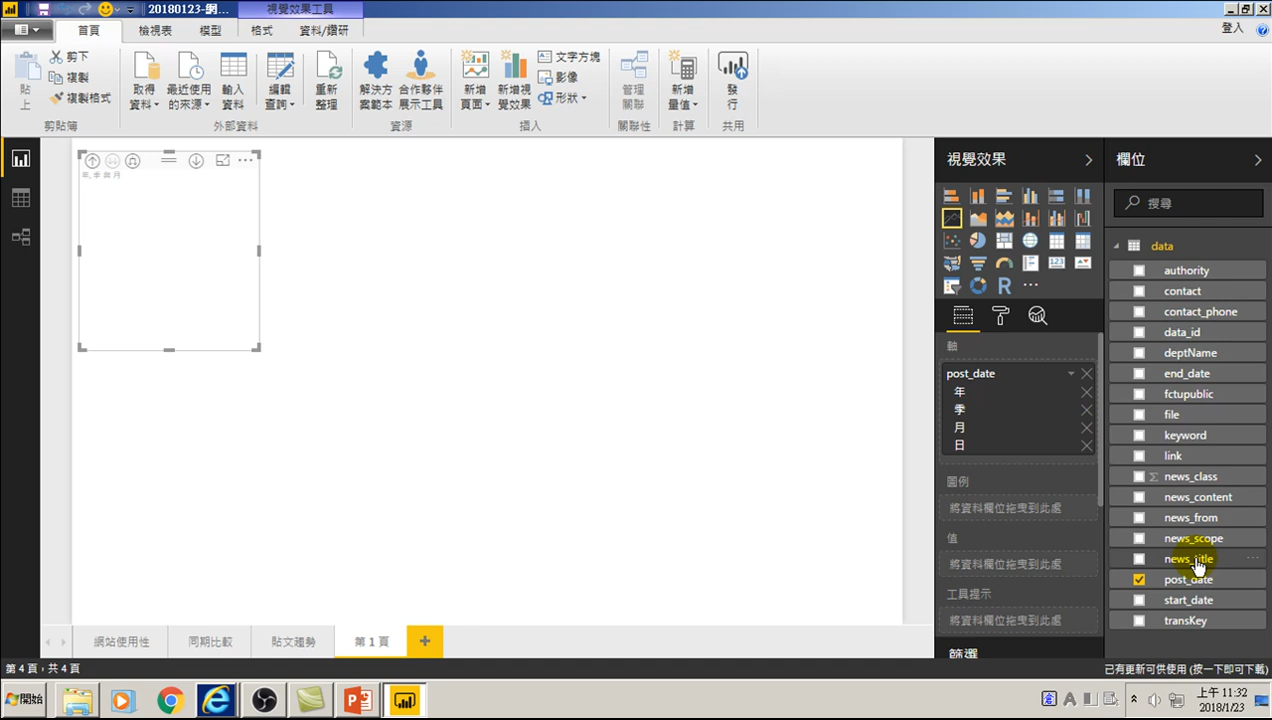 20180123-網...
視覺效果工具
首頁
檢視表
模型
格式
資料/鑽研
登入
貼上
剪下
複製
複製格式
剪貼簿
取得資料
最近使用的來源
輸入資料
編輯查詢
重新整理
外部資料
解決方案範本
合作夥伴展示工具
資源
新增頁面
新增視覺效果
文字方塊
影像
形狀
插入
管理關聯
關聯性
新增量值
計算
發行
共用
年, 季 與 月
視覺效果
R
123
軸
post_date
年
季
月
日
圖例
將資料欄位拖曳到此處
值
將資料欄位拖曳到此處
工具提示
將資料欄位拖曳到此處
篩選
欄位
搜尋
data
authority
contact
contact_phone
data_id
deptName
end_date
fctupublic
file
keyword
link
news_class
news_content
news_from
news_scope
news_title
post_date
start_date
transKey
網站使用性
同期比較
貼文趨勢
第 1 頁
第 4 頁，共 4 頁
已有更新可供使用 (按一下即可下載)
開始
上午 11:32
2018/1/23